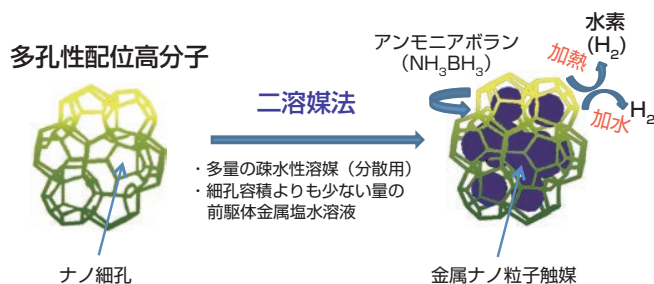 多孔性配位高分子
二溶媒法
・多量の疎水性溶媒（分散用）
・細孔容積よりも少ない量の
前駆体金属塩水溶液
ナノ細孔
アンモニアボラン
（NH₃BH₃）
水素
(H₂)
加熱
H₂
加水
金属ナノ粒子触媒